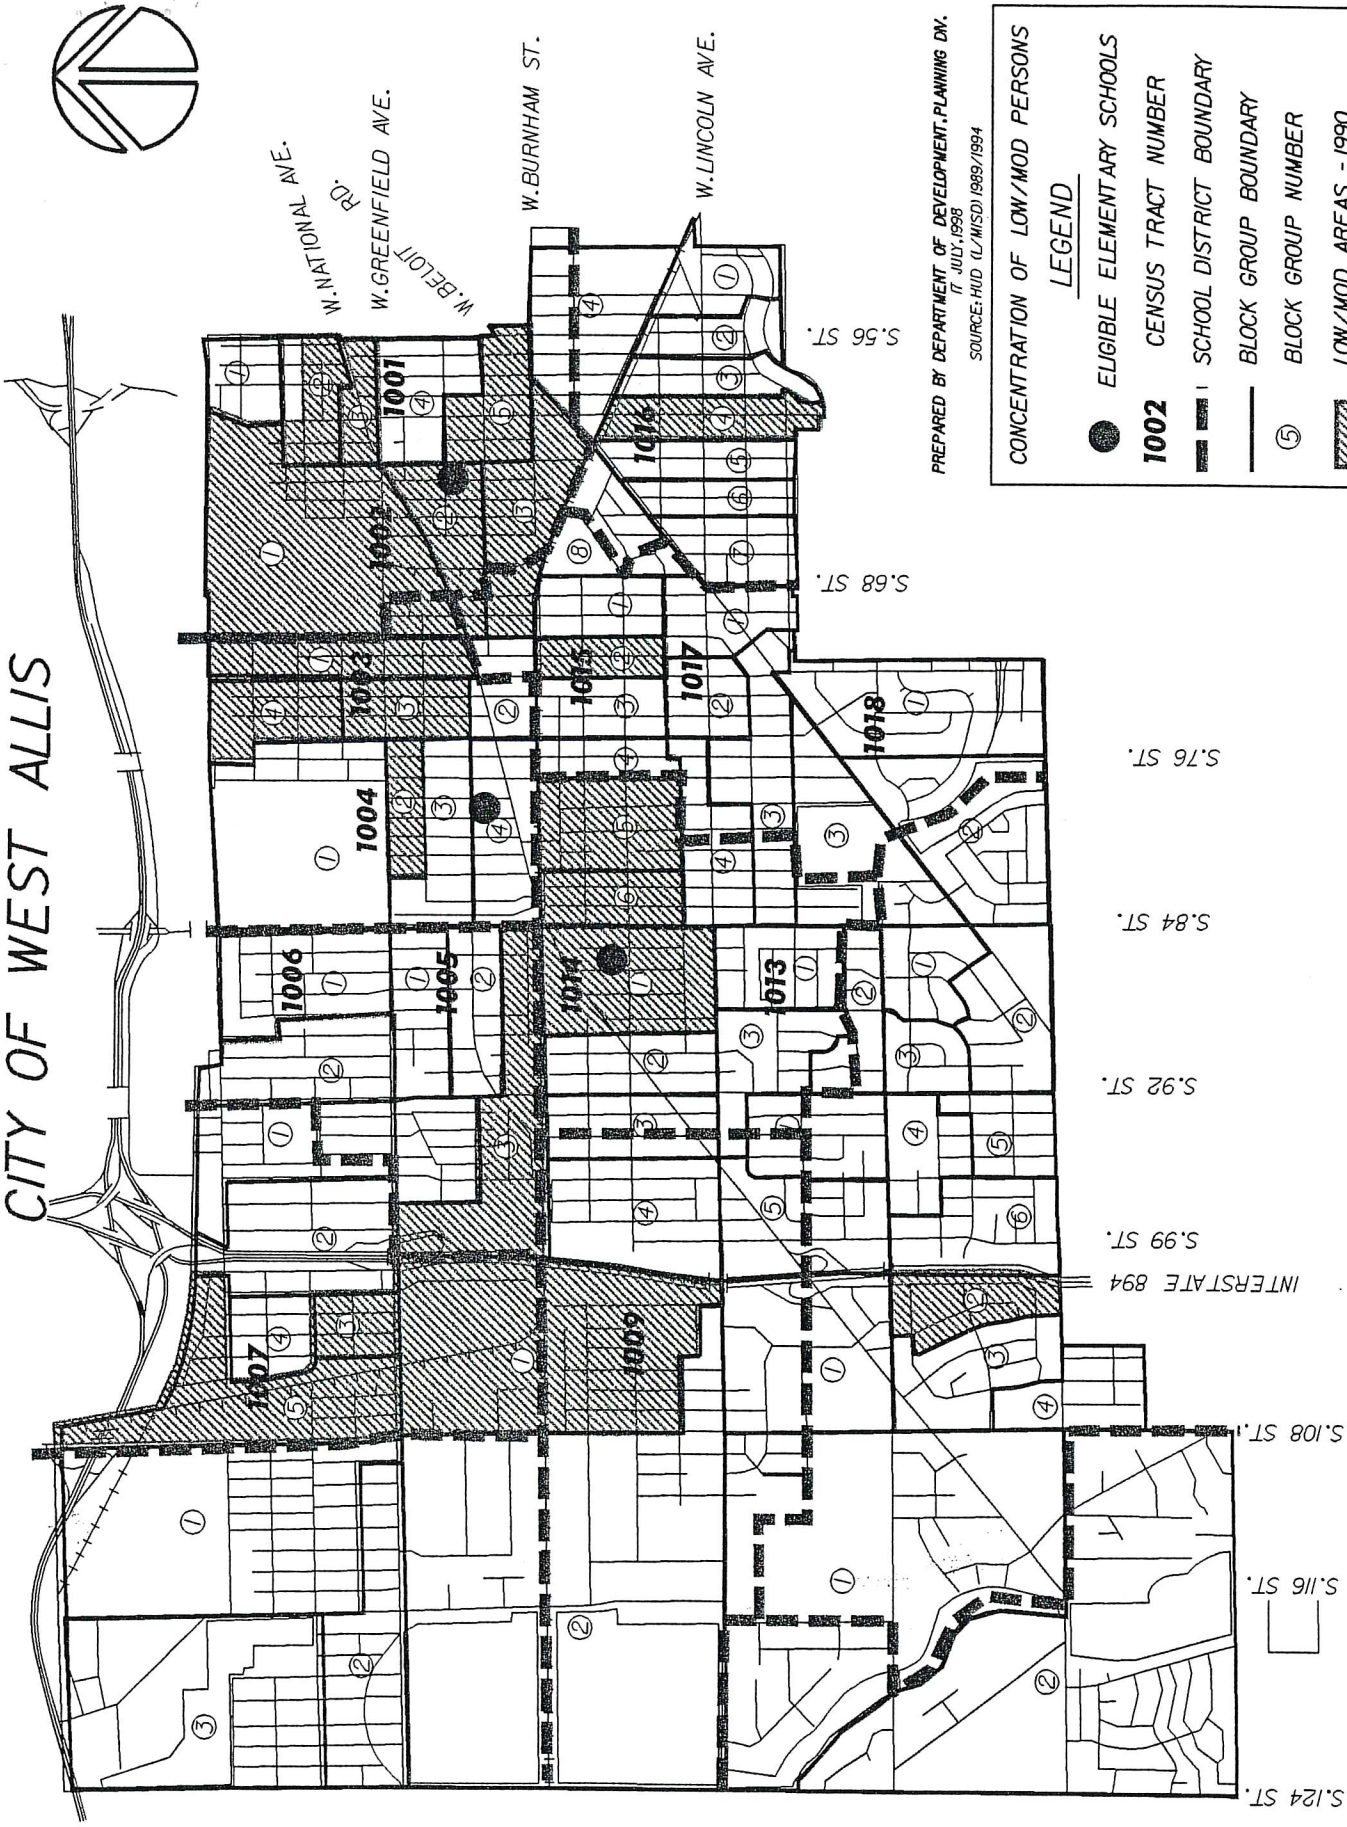 CITY OF WEST ALLIS
W.NATIONAL AVE.
RD.
W.GREENFIELD AVE.
W.BELOIT
W.BURNHAM ST.
W.LINCOLN AVE.
S.56 ST.
S.68 ST.
S.76 ST.
S.84 ST.
S.92 ST.
S.99 ST.
INTERSTATE 894
S.108 ST.
S.116 ST.
S.124 ST.
1001
1002
1003
1004
1005
1006
1007
1009
1013
1014
1015
1016
1017
1018
PREPARED BY DEPARTMENT OF DEVELOPMENT.PLANNING DIV.
17 JULY,1998
SOURCE: HUD (L/MISD) 1989/1994
CONCENTRATION OF LOW/MOD PERSONS
LEGEND
ELIGIBLE ELEMENTARY SCHOOLS
1002 CENSUS TRACT NUMBER
SCHOOL DISTRICT BOUNDARY
BLOCK GROUP BOUNDARY
5 BLOCK GROUP NUMBER
LOW/MOD AREAS - 1990